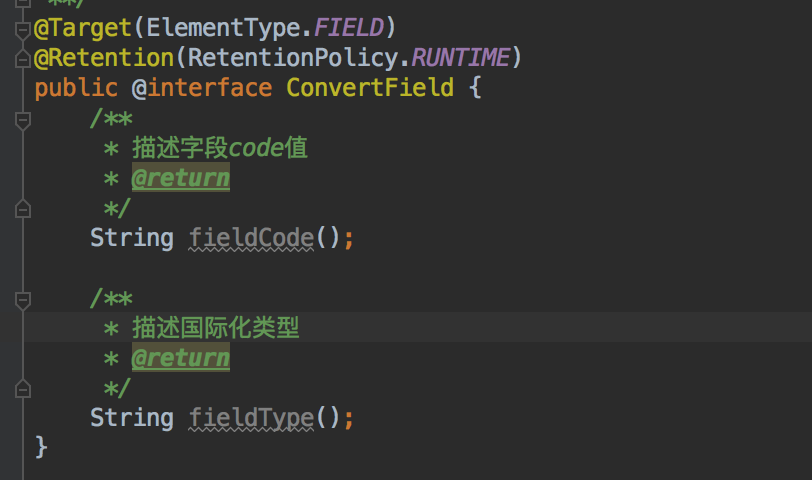 **/
@Target(ElementType.FIELD)
@Retention(RetentionPolicy.RUNTIME)
public @interface ConvertField {
/**
* 描述字段code值
* @return
*/
String fieldCode();
/**
* 描述国际化类型
* @return
*/
String fieldType();
}